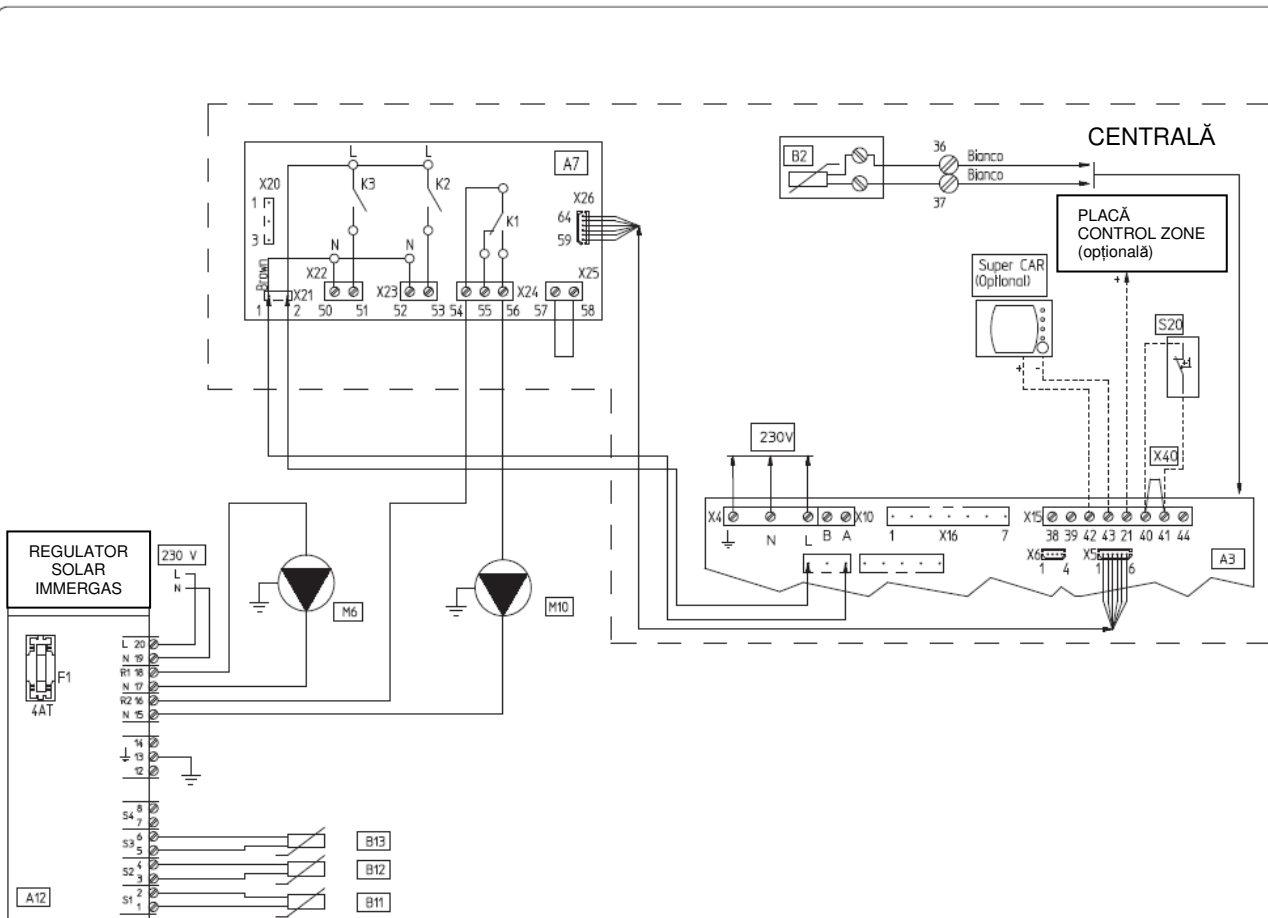 CENTRALĂ
A7
B2
36
Bianco
Bianco
37
L
L
K3
K2
K1
X20
1
3
X26
64
59
PLACĂ
CONTROL ZONE
(opțională)
+
Super CAR
(Optional)
N
N
Brown
X22
X21
X23
X24
X25
1
2
50
51
52
53
54
55
56
57
58
S20
+
-
230V
X40
X4
N
L
B
A
X10
1
X16
7
X15
38
39
42
43
21
40
41
44
X6
1
4
X5
1
6
A3
REGULATOR
SOLAR
IMMERGAS
230 V
L
N
M6
M10
F1
4AT
L 20
N 19
R1 18
N 17
R2 16
N 15
14
13
12
S4 8
7
S3 6
5
S2 4
3
S1 2
1
B13
B12
B11
A12